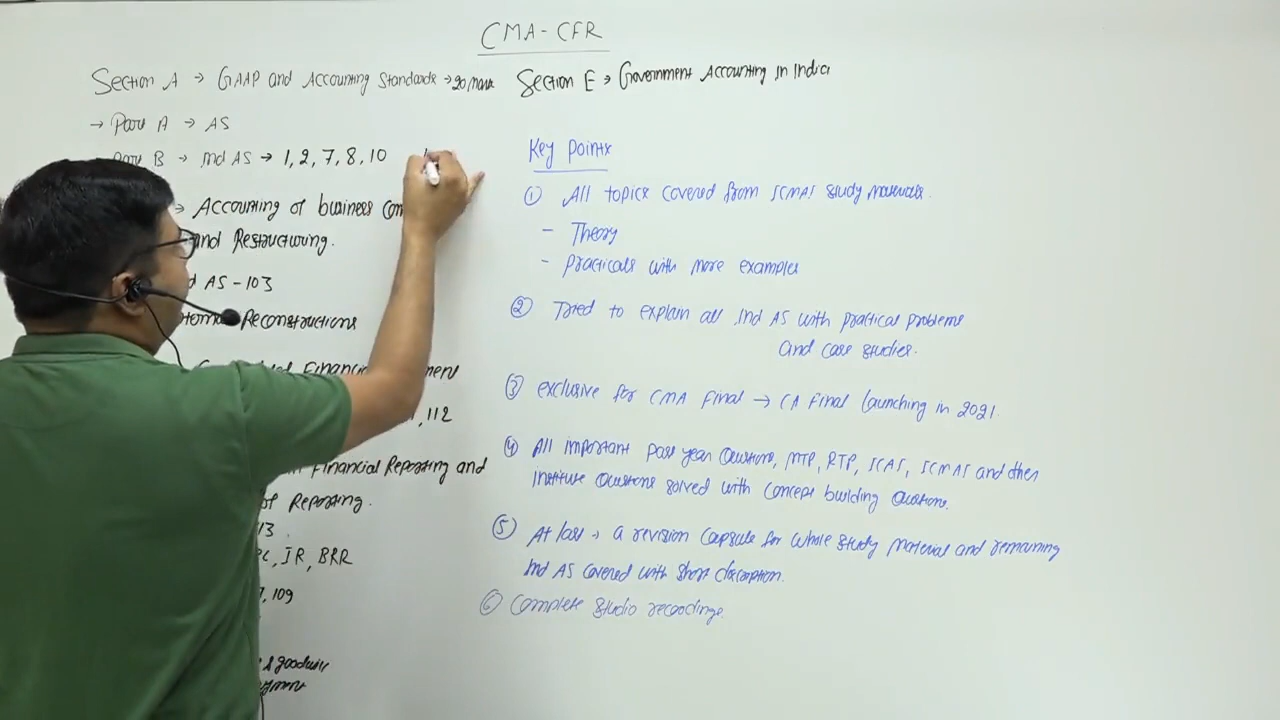 CMA-CFR
Section A → GAAP and Accounting Standards → 20 Mark
→ Part A → AS
Part B → Ind AS → 1, 2, 7, 8, 10
Accounting of business
and Restructuring.
AS-103
Reconstructions
Financial
, 112
Financial Reporting and
of Reporting.
13
, IR, BRR
, 109
& goodwill
Section E → Government Accounting in India
Key Points
① All topics covered from ICMAI study materials.
- Theory
- Practicals with more examples
② Tried to explain all Ind AS with practical problems
and case studies.
③ exclusive for CMA Final → CA Final launching in 2021.
④ All important past year Questions, MTP, RTP, ICAI, ICMAI and other
institute Questions solved with concept building Questions.
⑤ At last → a revision capsule for whole study material and remaining
Ind AS covered with short description.
⑥ Complete studio recordings.